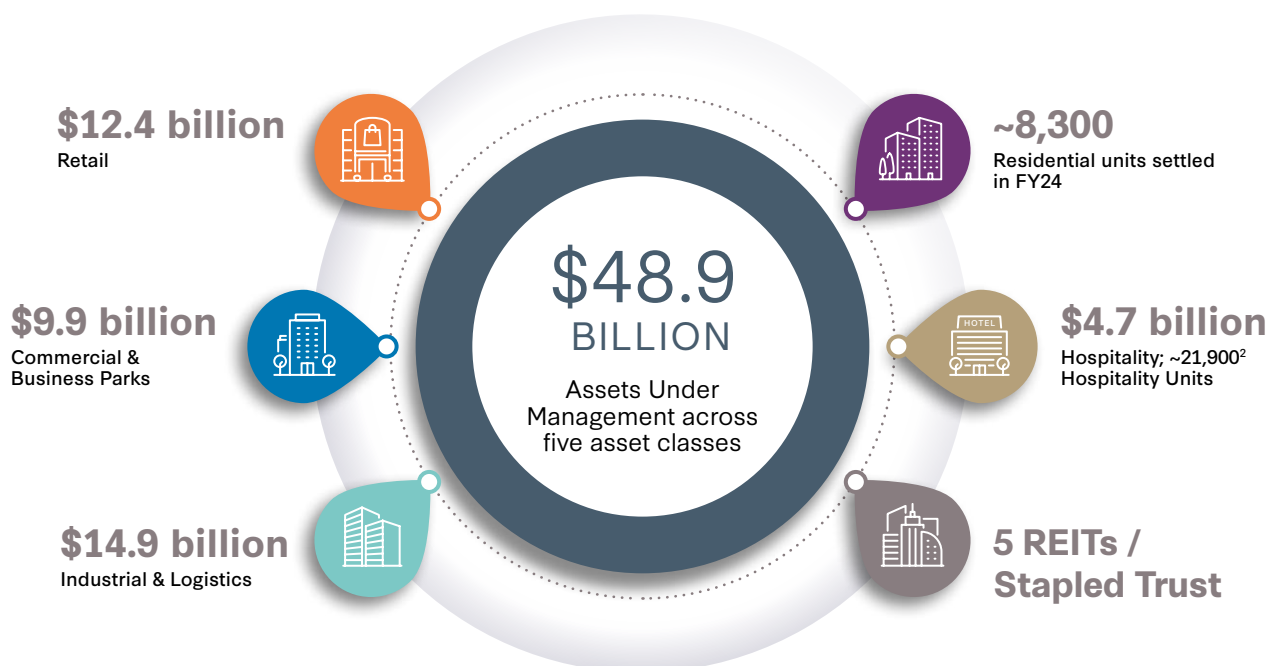 $12.4 billion
Retail
$9.9 billion
Commercial &
Business Parks
$14.9 billion
Industrial & Logistics
$48.9
BILLION
Assets Under
Management across
five asset classes
~8,300
Residential units settled
in FY24
HOTEL
$4.7 billion
Hospitality; ~21,900²
Hospitality Units
5 REITs /
Stapled Trust